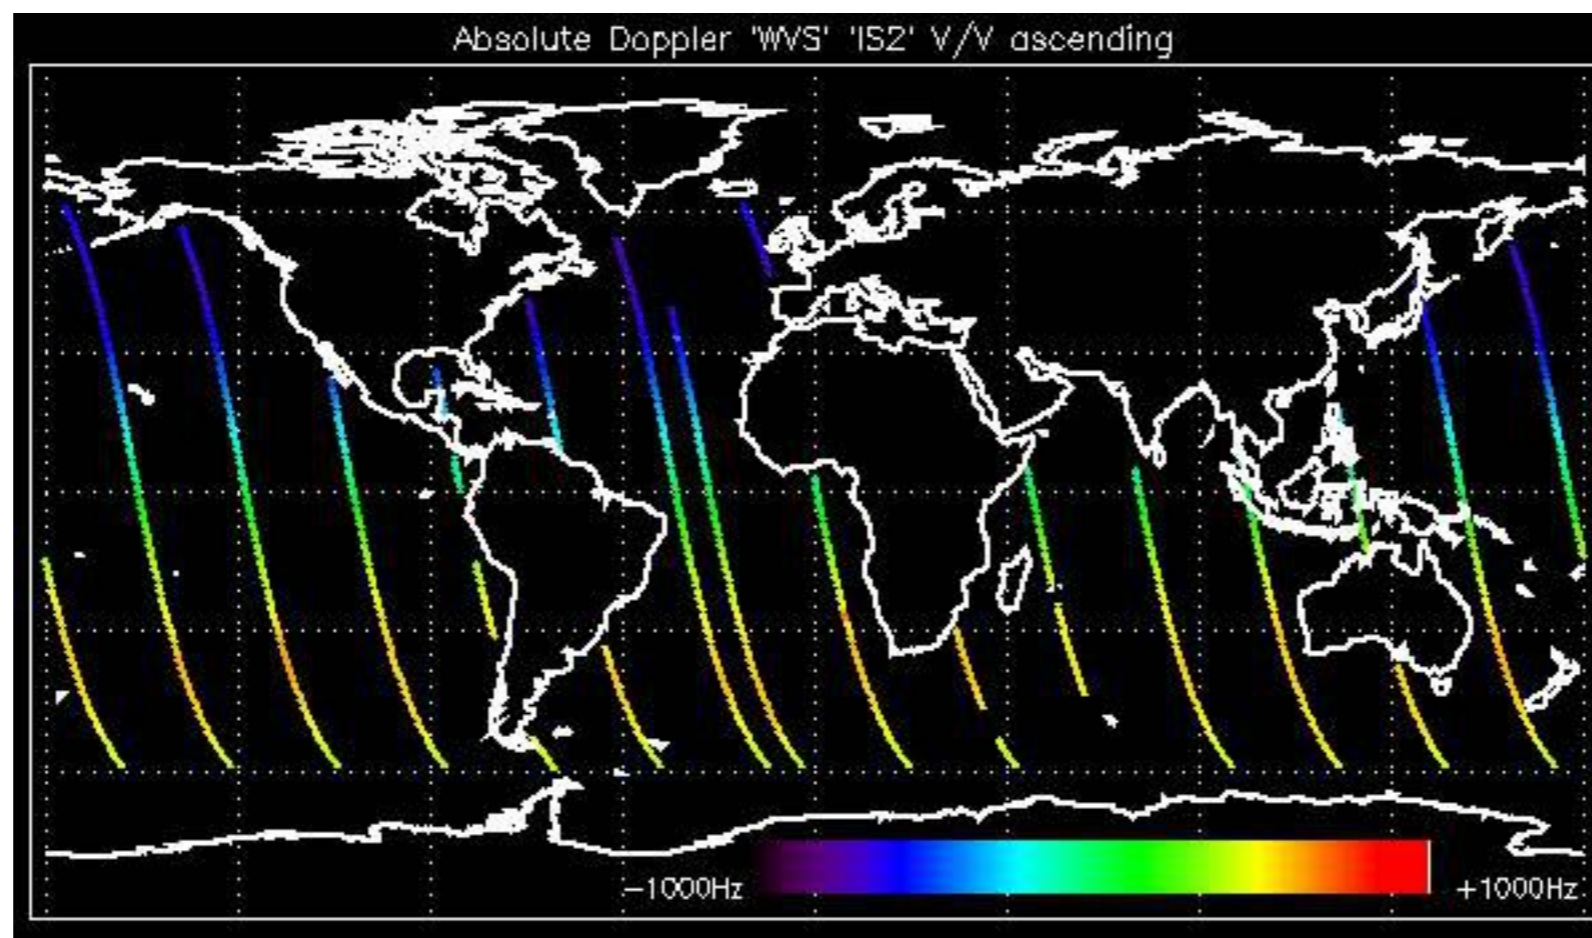 Absolute Doppler 'WVS' 'IS2' V/V ascending
-1000Hz
+1000Hz